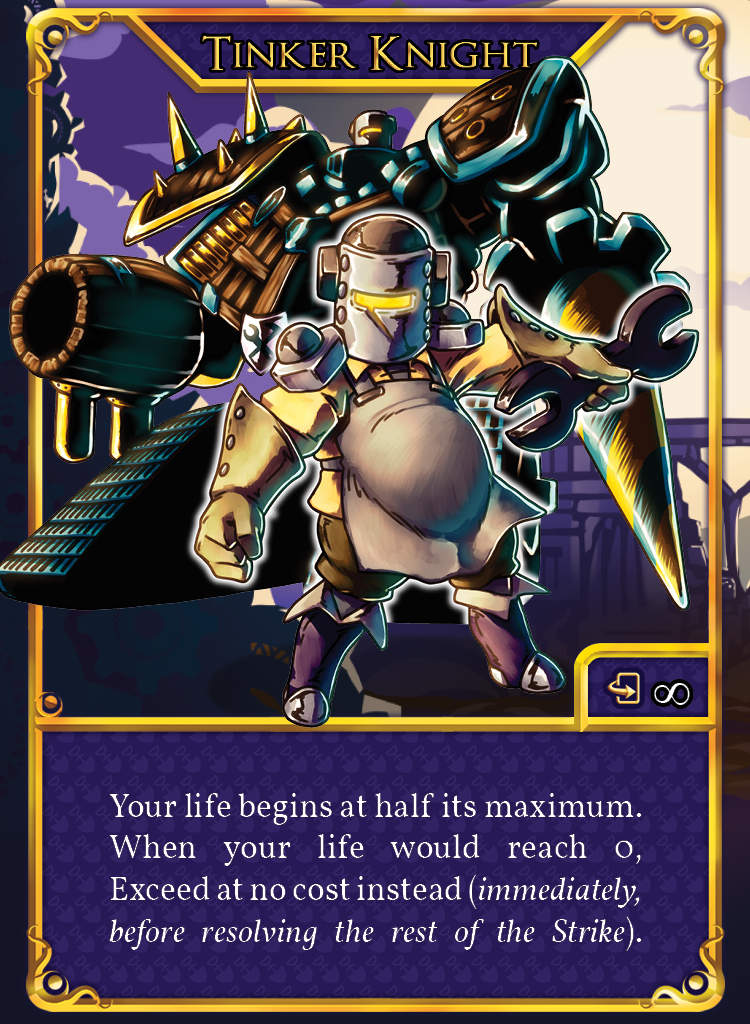 TINKER KNIGHT
∞
Your life begins at half its maximum.
When your life would reach 0,
Exceed at no cost instead (immediately,
before resolving the rest of the Strike).